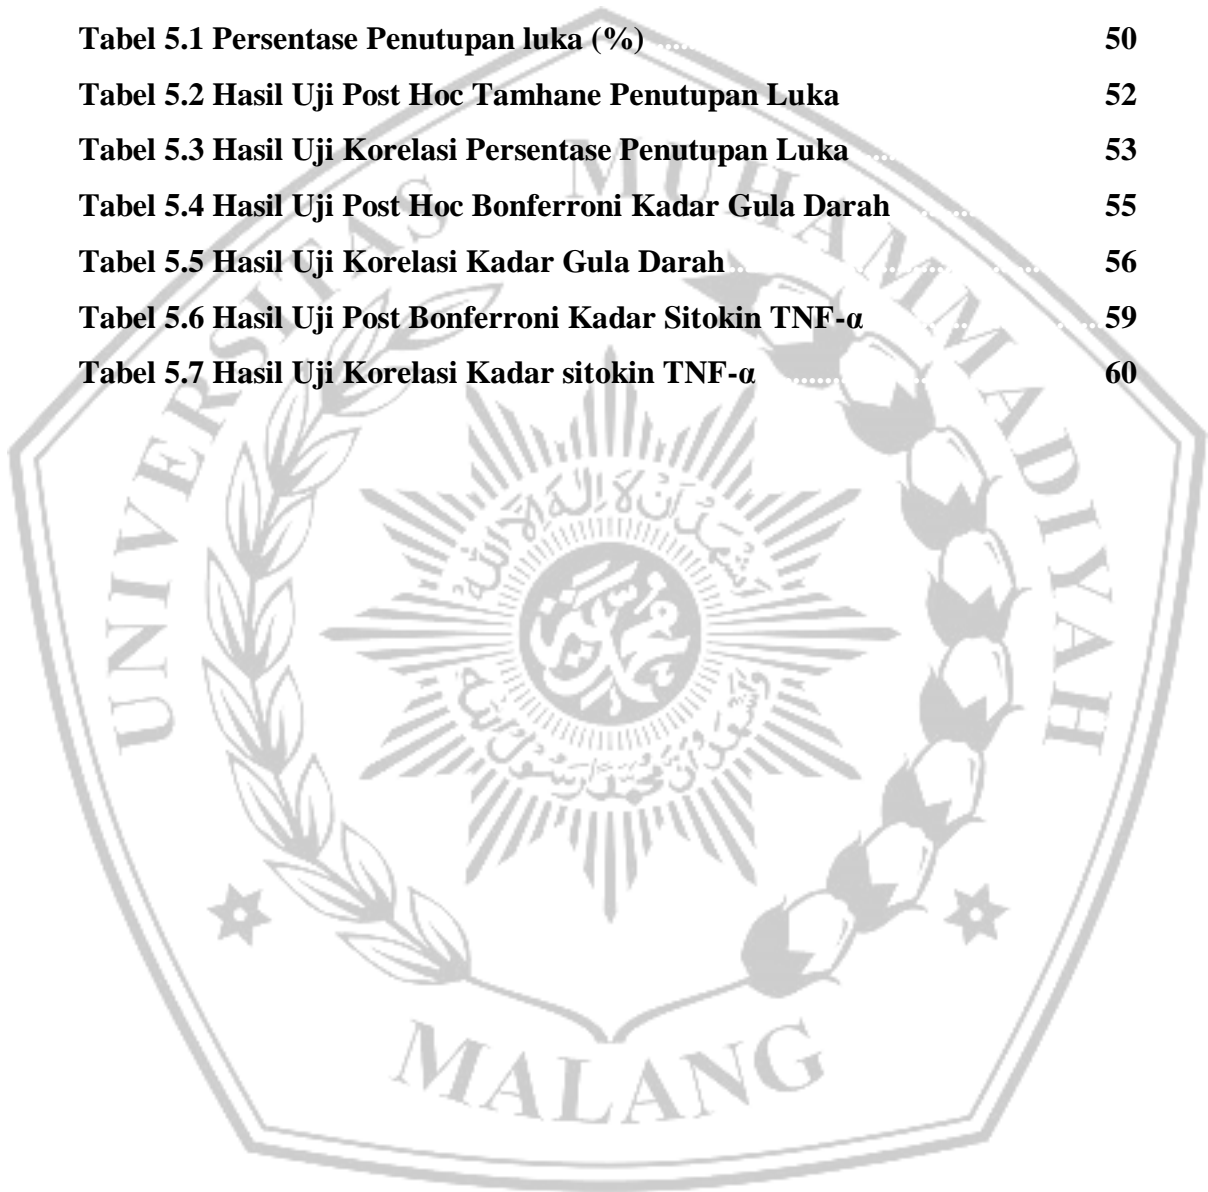 Tabel 5.1 Persentase Penutupan luka (%) 50
Tabel 5.2 Hasil Uji Post Hoc Tamhane Penutupan Luka 52
Tabel 5.3 Hasil Uji Korelasi Persentase Penutupan Luka 53
Tabel 5.4 Hasil Uji Post Hoc Bonferroni Kadar Gula Darah 55
Tabel 5.5 Hasil Uji Korelasi Kadar Gula Darah 56
Tabel 5.6 Hasil Uji Post Bonferroni Kadar Sitokin TNF-α 59
Tabel 5.7 Hasil Uji Korelasi Kadar sitokin TNF-α 60
UNIVERSITAS MUHAMMADIYAH
MALANG